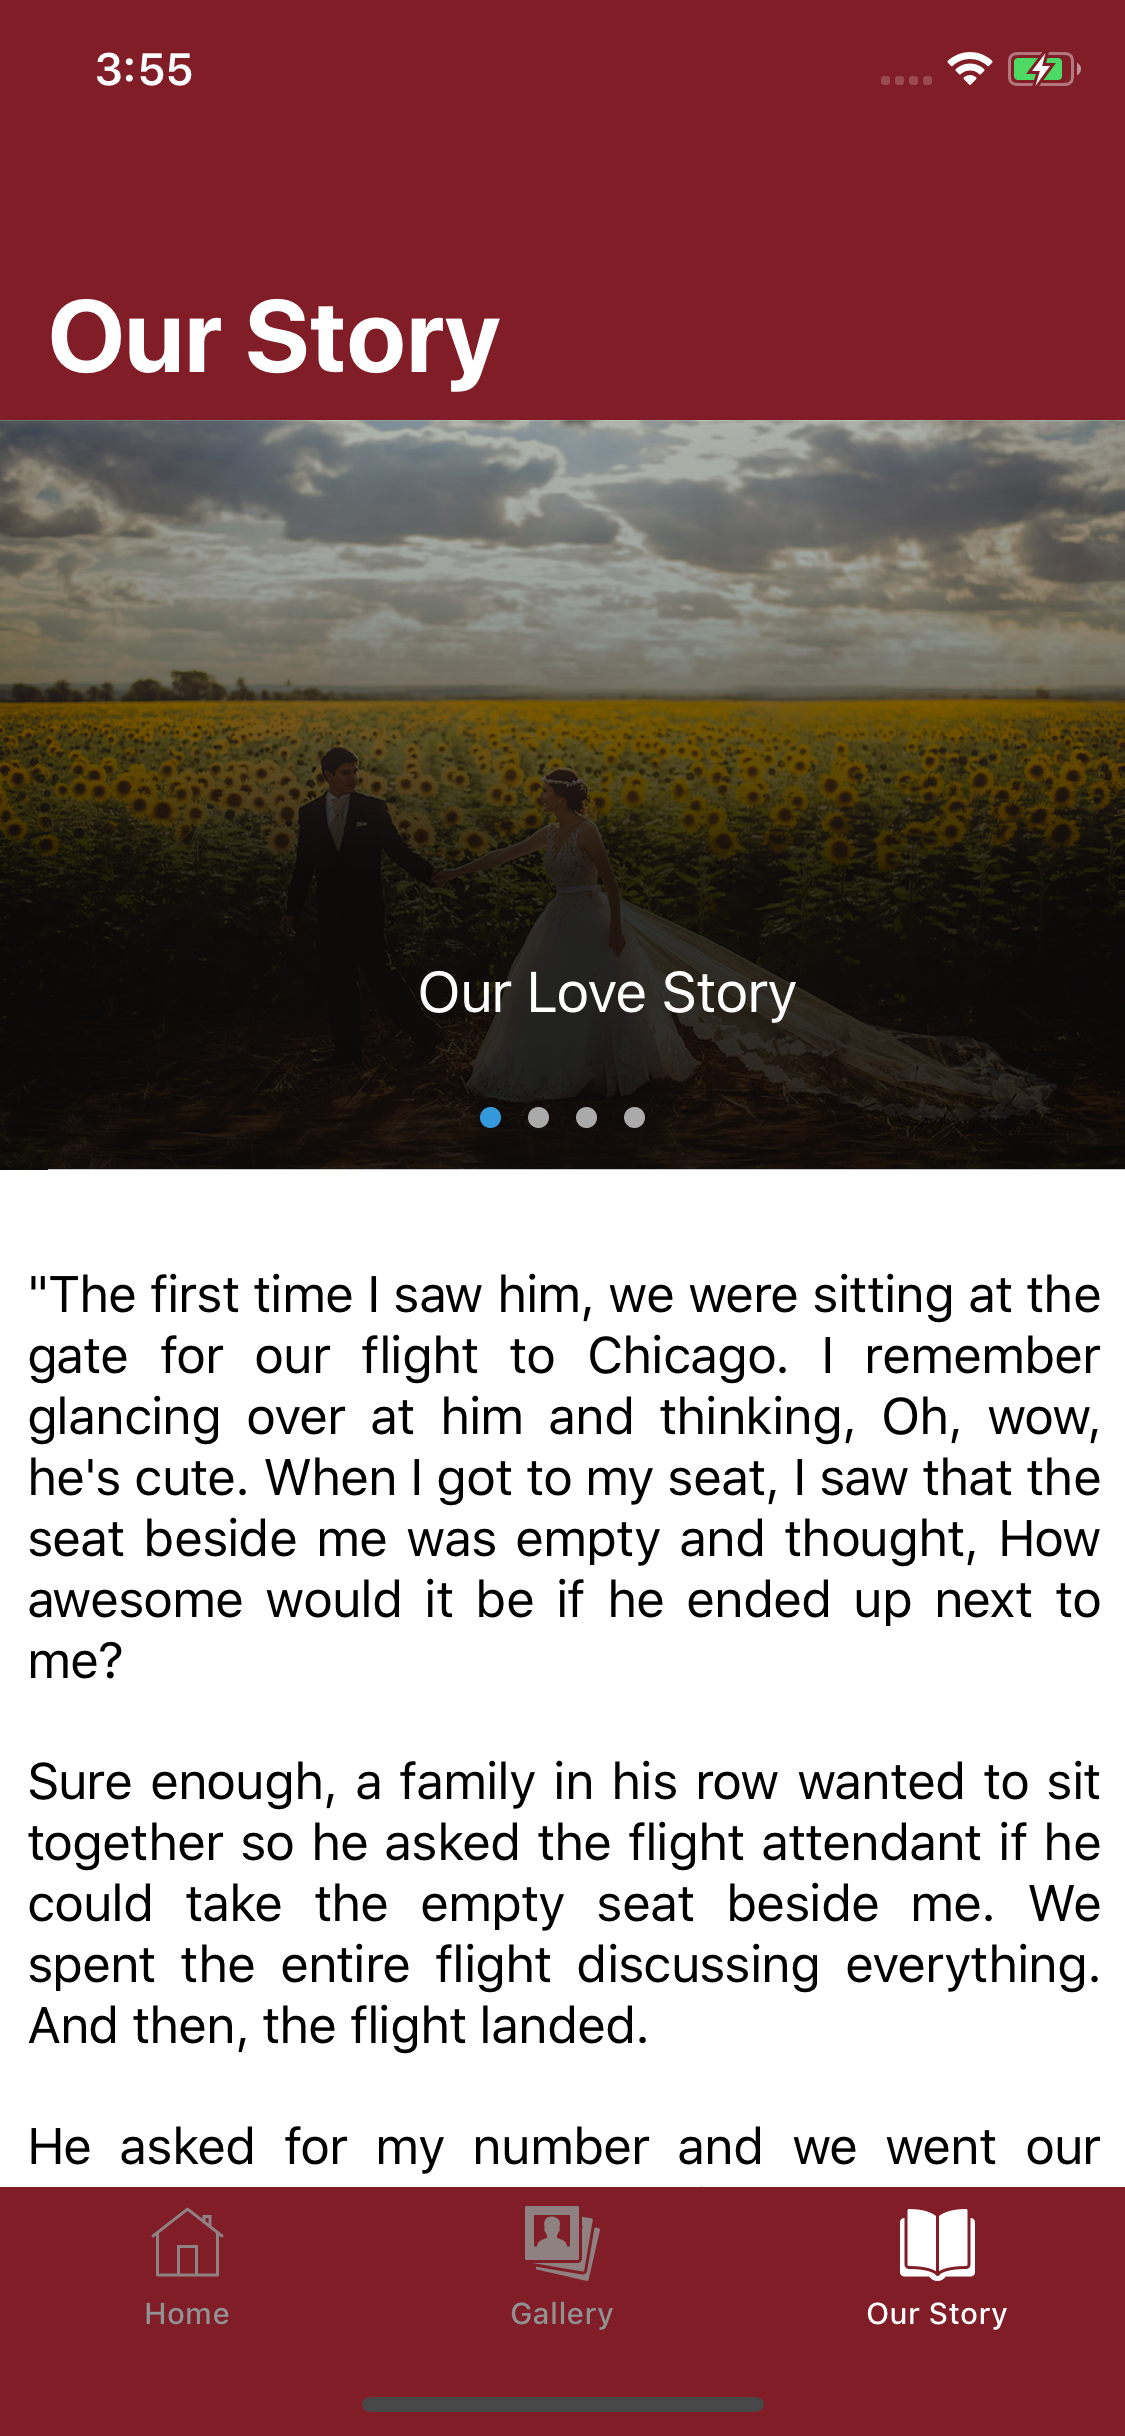 3:55
Our Story
Our Love Story
"The first time I saw him, we were sitting at the
gate for our flight to Chicago. I remember
glancing over at him and thinking, Oh, wow,
he's cute. When I got to my seat, I saw that the
seat beside me was empty and thought, How
awesome would it be if he ended up next to
me?
Sure enough, a family in his row wanted to sit
together so he asked the flight attendant if he
could take the empty seat beside me. We
spent the entire flight discussing everything.
And then, the flight landed.
He asked for my number and we went our
Home
Gallery
Our Story